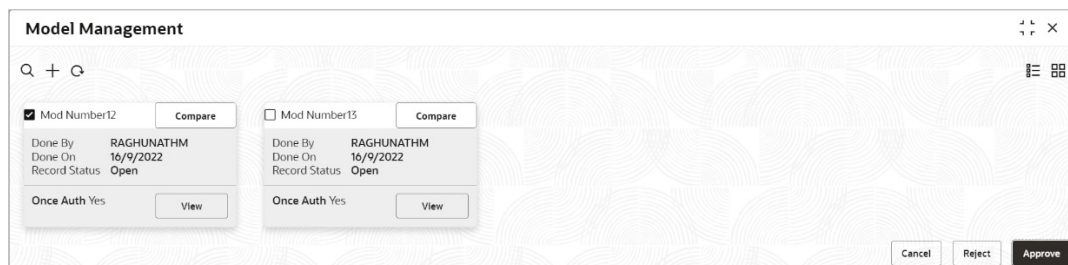 Model Management
Mod Number12 Compare
Done By RAGHUNATHM
Done On 16/9/2022
Record Status Open
Once Auth Yes View
Mod Number13 Compare
Done By RAGHUNATHM
Done On 16/9/2022
Record Status Open
Once Auth Yes View
Cancel Reject Approve